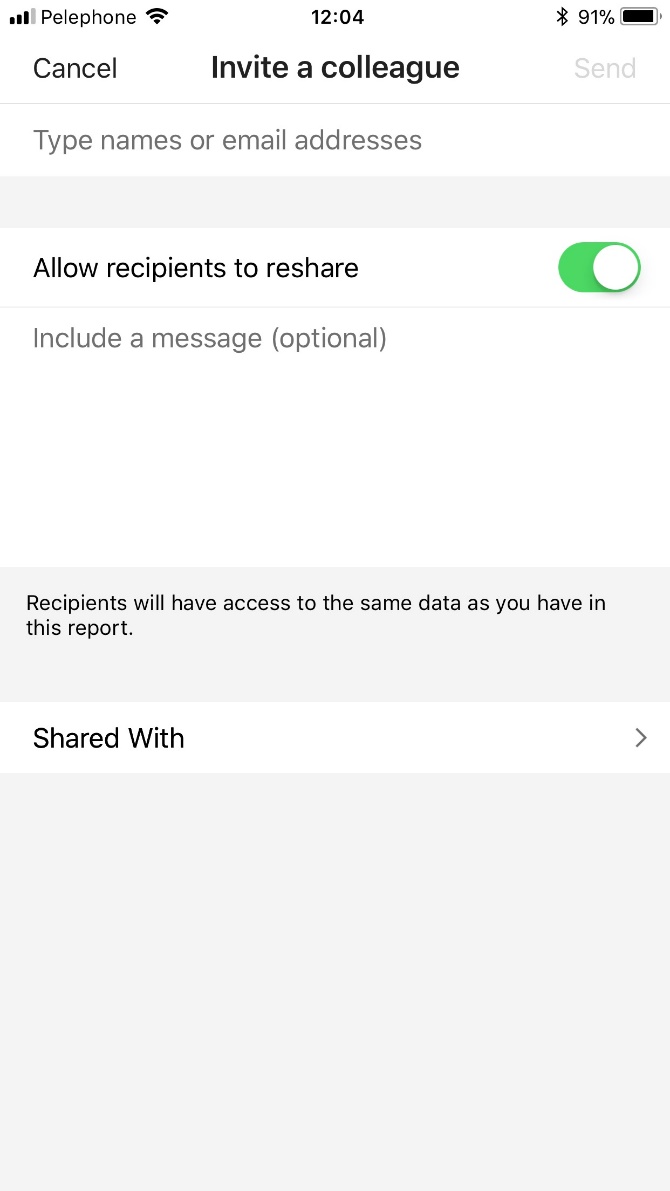 Pelephone 12:04 91%
Cancel Invite a colleague Send
Type names or email addresses
Allow recipients to reshare
Include a message (optional)
Recipients will have access to the same data as you have in
this report.
Shared With